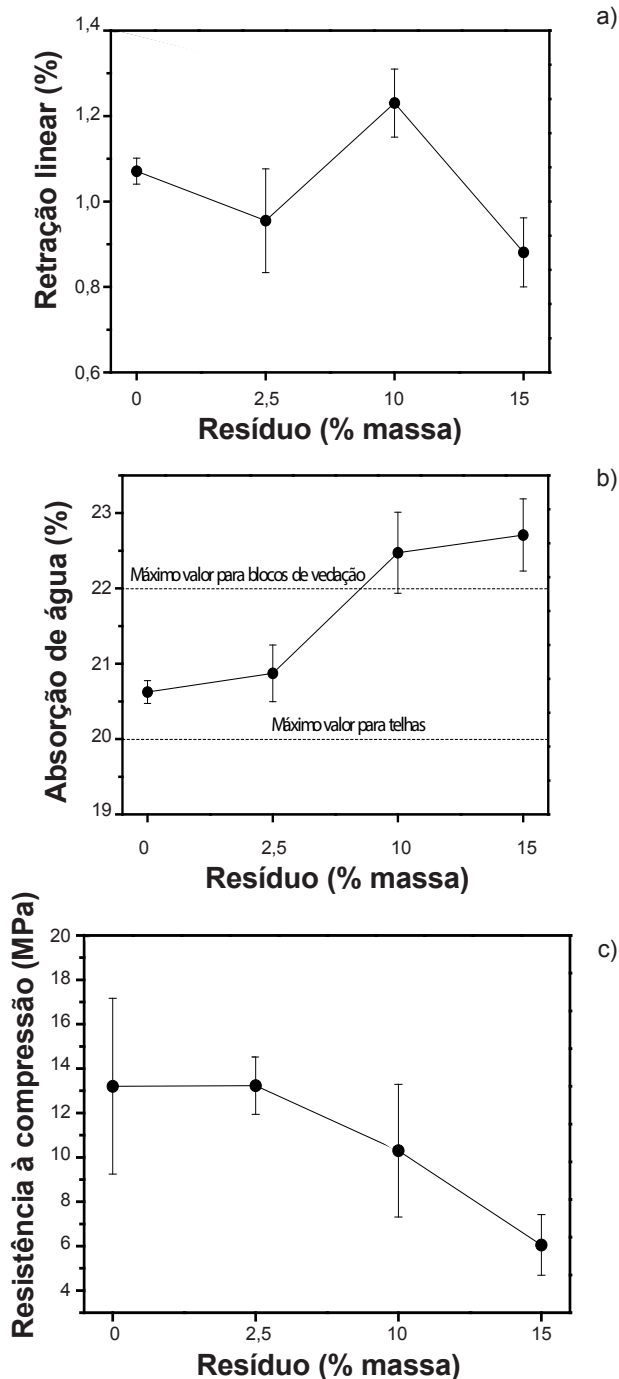 a)
Retração linear (%)
1,4
1,2
1,0
0,8
0,6
0
2,5
10
15
Resíduo (% massa)
b)
Absorção de água (%)
23
22
21
20
19
Máximo valor para blocos de vedação
Máximo valor para telhas
0
2,5
10
15
Resíduo (% massa)
c)
Resistência à compressão (MPa)
20
18
16
14
12
10
8
6
4
0
2,5
10
15
Resíduo (% massa)